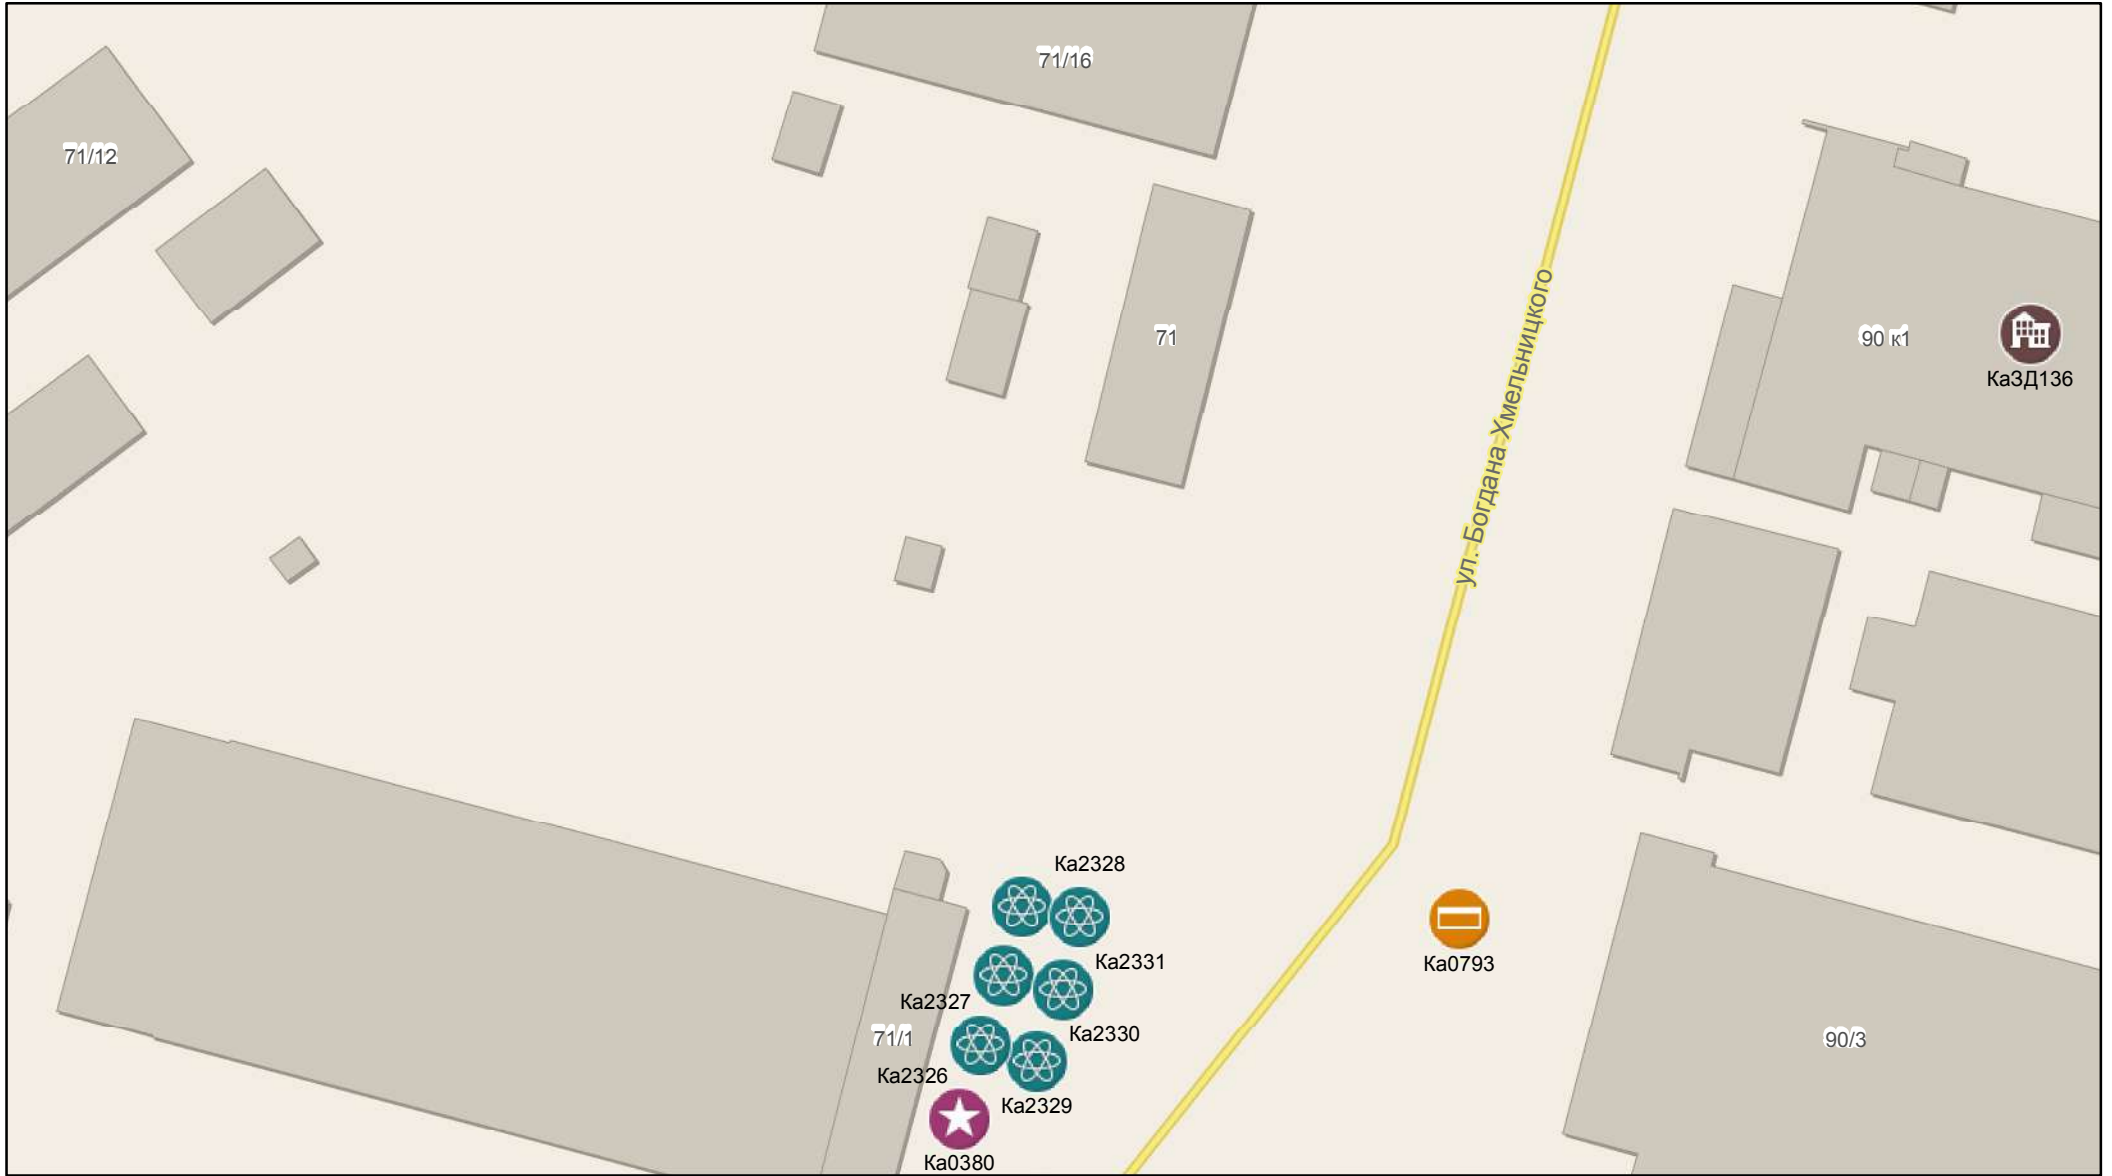 71/16
71/12
ул. Богдана Хмельницкого
71
90 к1
КаЗД136
Ка2328
Ка2331
Ка0793
Ка2327
Ка2330
71/1
90/3
Ка2326
Ка2329
Ка0380